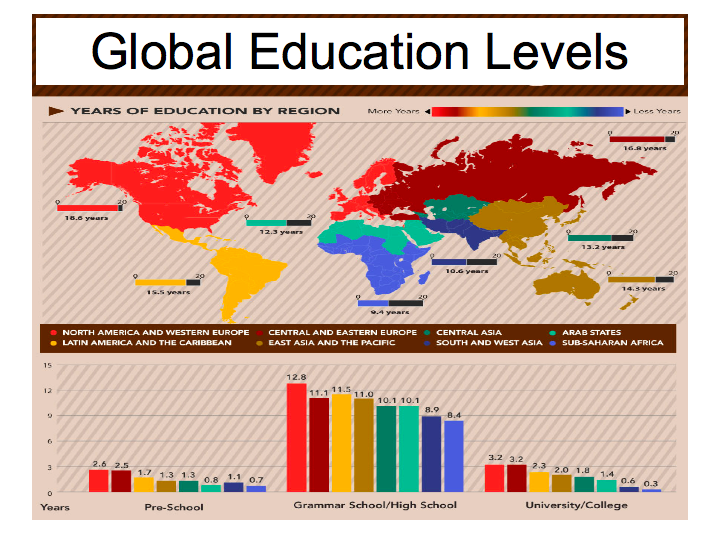 Global Education Levels
YEARS OF EDUCATION BY REGION
More Years
Less Years
0 20
16.8 years
0 20
18.6 years
0 20
12.3 years
0 20
13.2 years
0 20
10.6 years
0 20
15.5 years
0 20
14.3 years
0 20
9.4 years
NORTH AMERICA AND WESTERN EUROPE
CENTRAL AND EASTERN EUROPE
CENTRAL ASIA
ARAB STATES
LATIN AMERICA AND THE CARIBBEAN
EAST ASIA AND THE PACIFIC
SOUTH AND WEST ASIA
SUB-SAHARAN AFRICA
15
12
9
6
3
0
2.6 2.5 1.7 1.3 1.3 0.8 1.1 0.7
12.8 11.1 11.5 11.0 10.1 10.1 8.9 8.4
3.2 3.2 2.3 2.0 1.8 1.4 0.6 0.3
Years
Pre-School
Grammar School/High School
University/College